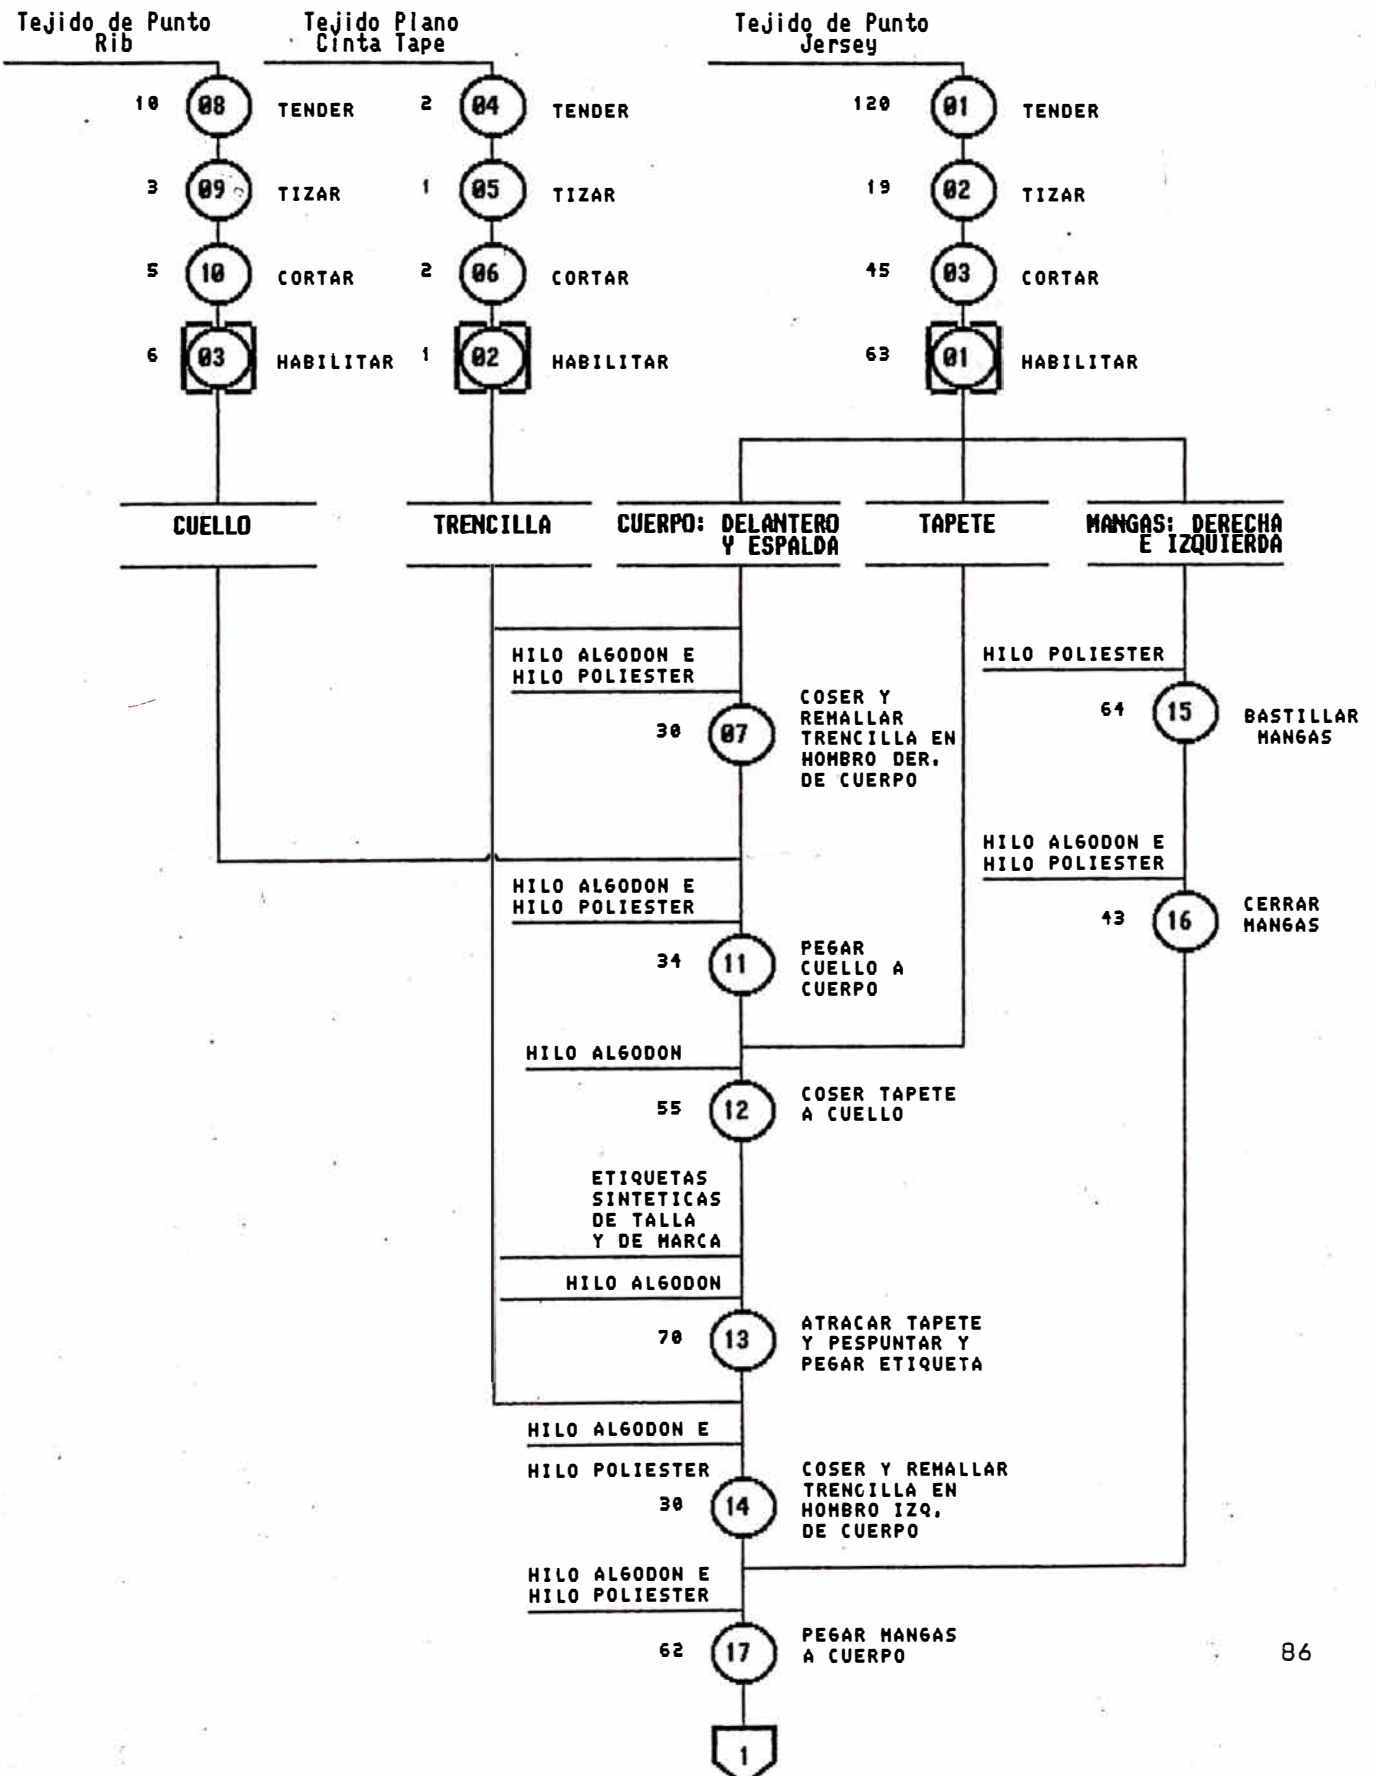 Tejido de Punto
Rib
Tejido Plano
Cinta Tape
Tejido de Punto
Jersey
10 08 TENDER
2 04 TENDER
120 01 TENDER
3 09 TIZAR
1 05 TIZAR
19 02 TIZAR
5 10 CORTAR
2 06 CORTAR
45 03 CORTAR
6 03 HABILITAR
1 02 HABILITAR
63 01 HABILITAR
CUELLO
TRENCILLA
CUERPO: DELANTERO
Y ESPALDA
TAPETE
MANGAS: DERECHA
E IZQUIERDA
HILO ALGODON E
HILO POLIESTER
30 07
COSER Y
REMALLAR
TRENCILLA EN
HOMBRO DER.
DE CUERPO
HILO POLIESTER
64 15
BASTILLAR
MANGAS
HILO ALGODON E
HILO POLIESTER
43 16
CERRAR
MANGAS
HILO ALGODON E
HILO POLIESTER
34 11
PEGAR
CUELLO A
CUERPO
HILO ALGODON
55 12
COSER TAPETE
A CUELLO
ETIQUETAS
SINTETICAS
DE TALLA
Y DE MARCA
HILO ALGODON
70 13
ATRACAR TAPETE
Y PESPUNTAR Y
PEGAR ETIQUETA
HILO ALGODON E
HILO POLIESTER
30 14
COSER Y REMALLAR
TRENCILLA EN
HOMBRO IZQ.
DE CUERPO
HILO ALGODON E
HILO POLIESTER
62 17
PEGAR MANGAS
A CUERPO
86
1